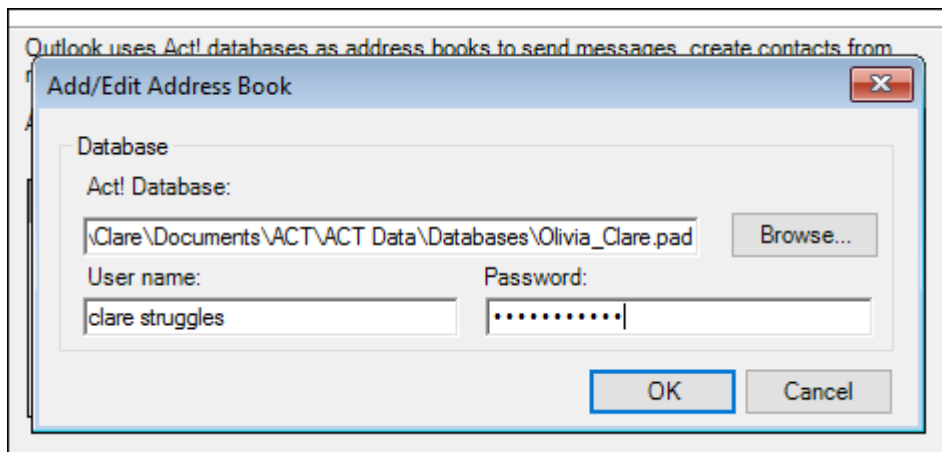 Outlook uses Act! databases as address books to send messages, create contacts from
Add/Edit Address Book
Database
Act! Database:
\Clare\Documents\ACT\ACT Data\Databases\Olivia_Clare.pad
Browse...
User name:
Password:
clare struggles
•••••••••••
OK
Cancel